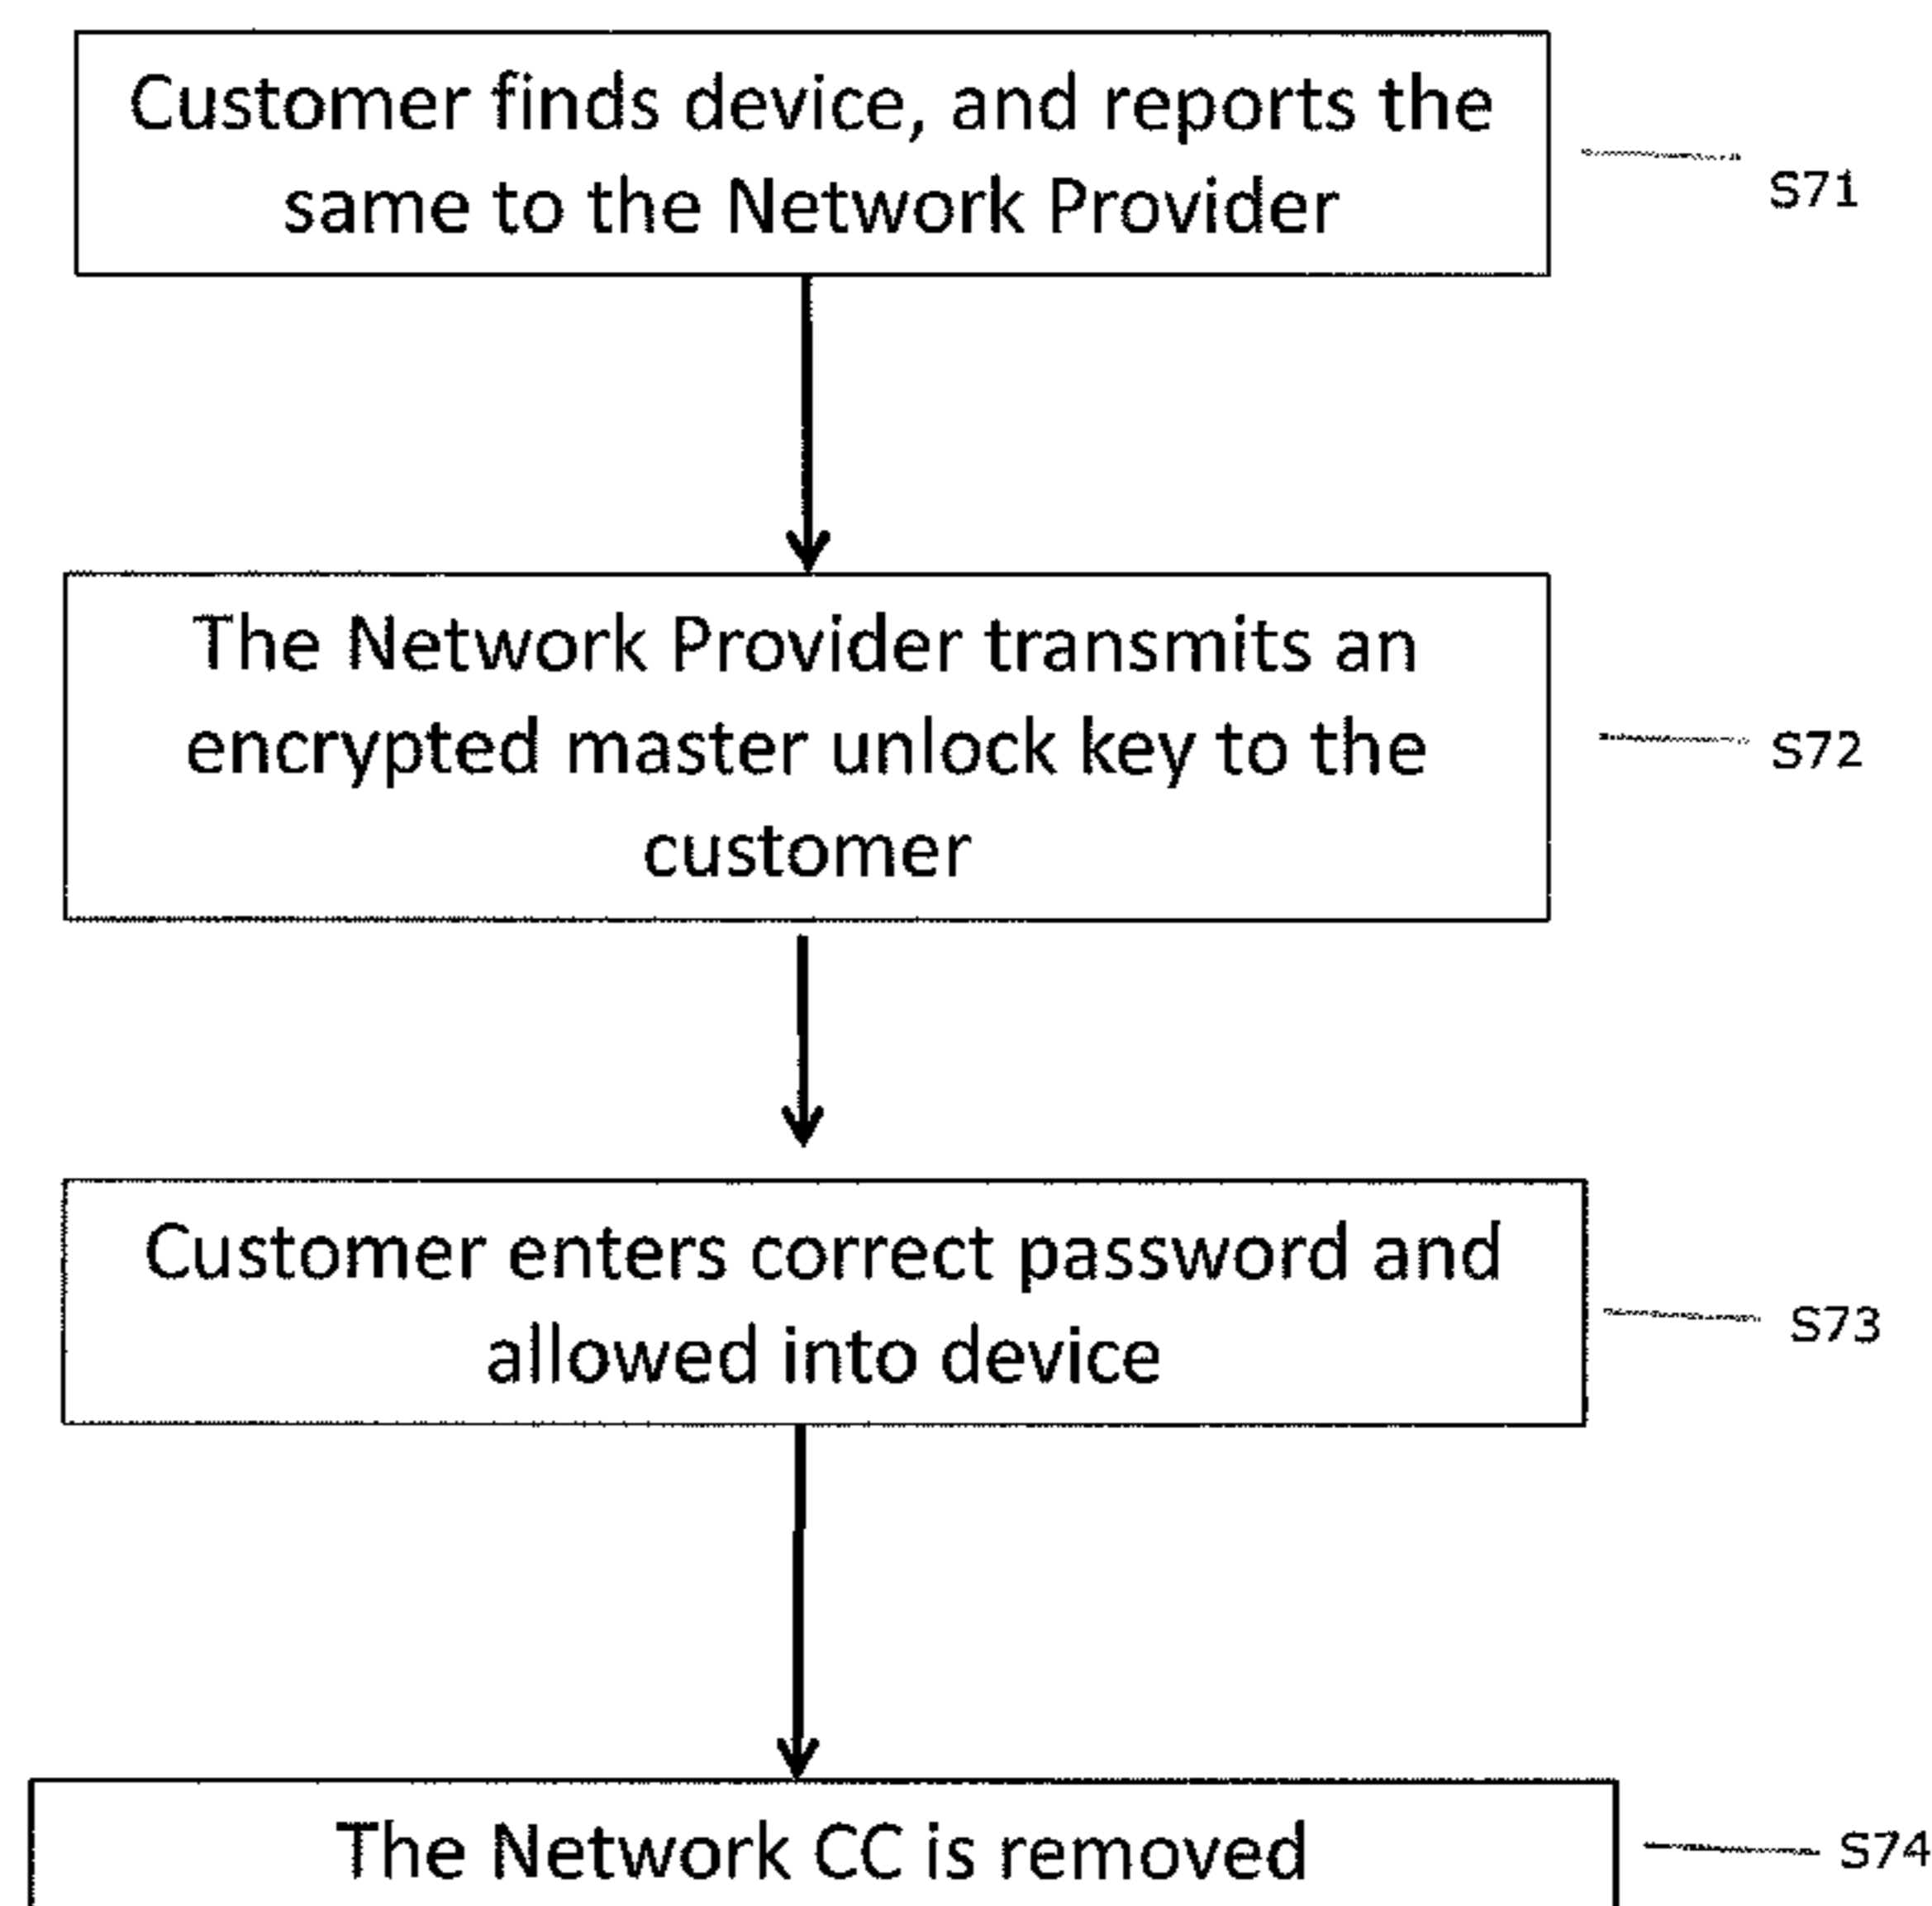 Customer finds device, and reports the
same to the Network Provider
S71
The Network Provider transmits an
encrypted master unlock key to the
customer
S72
Customer enters correct password and
allowed into device
S73
The Network CC is removed
S74